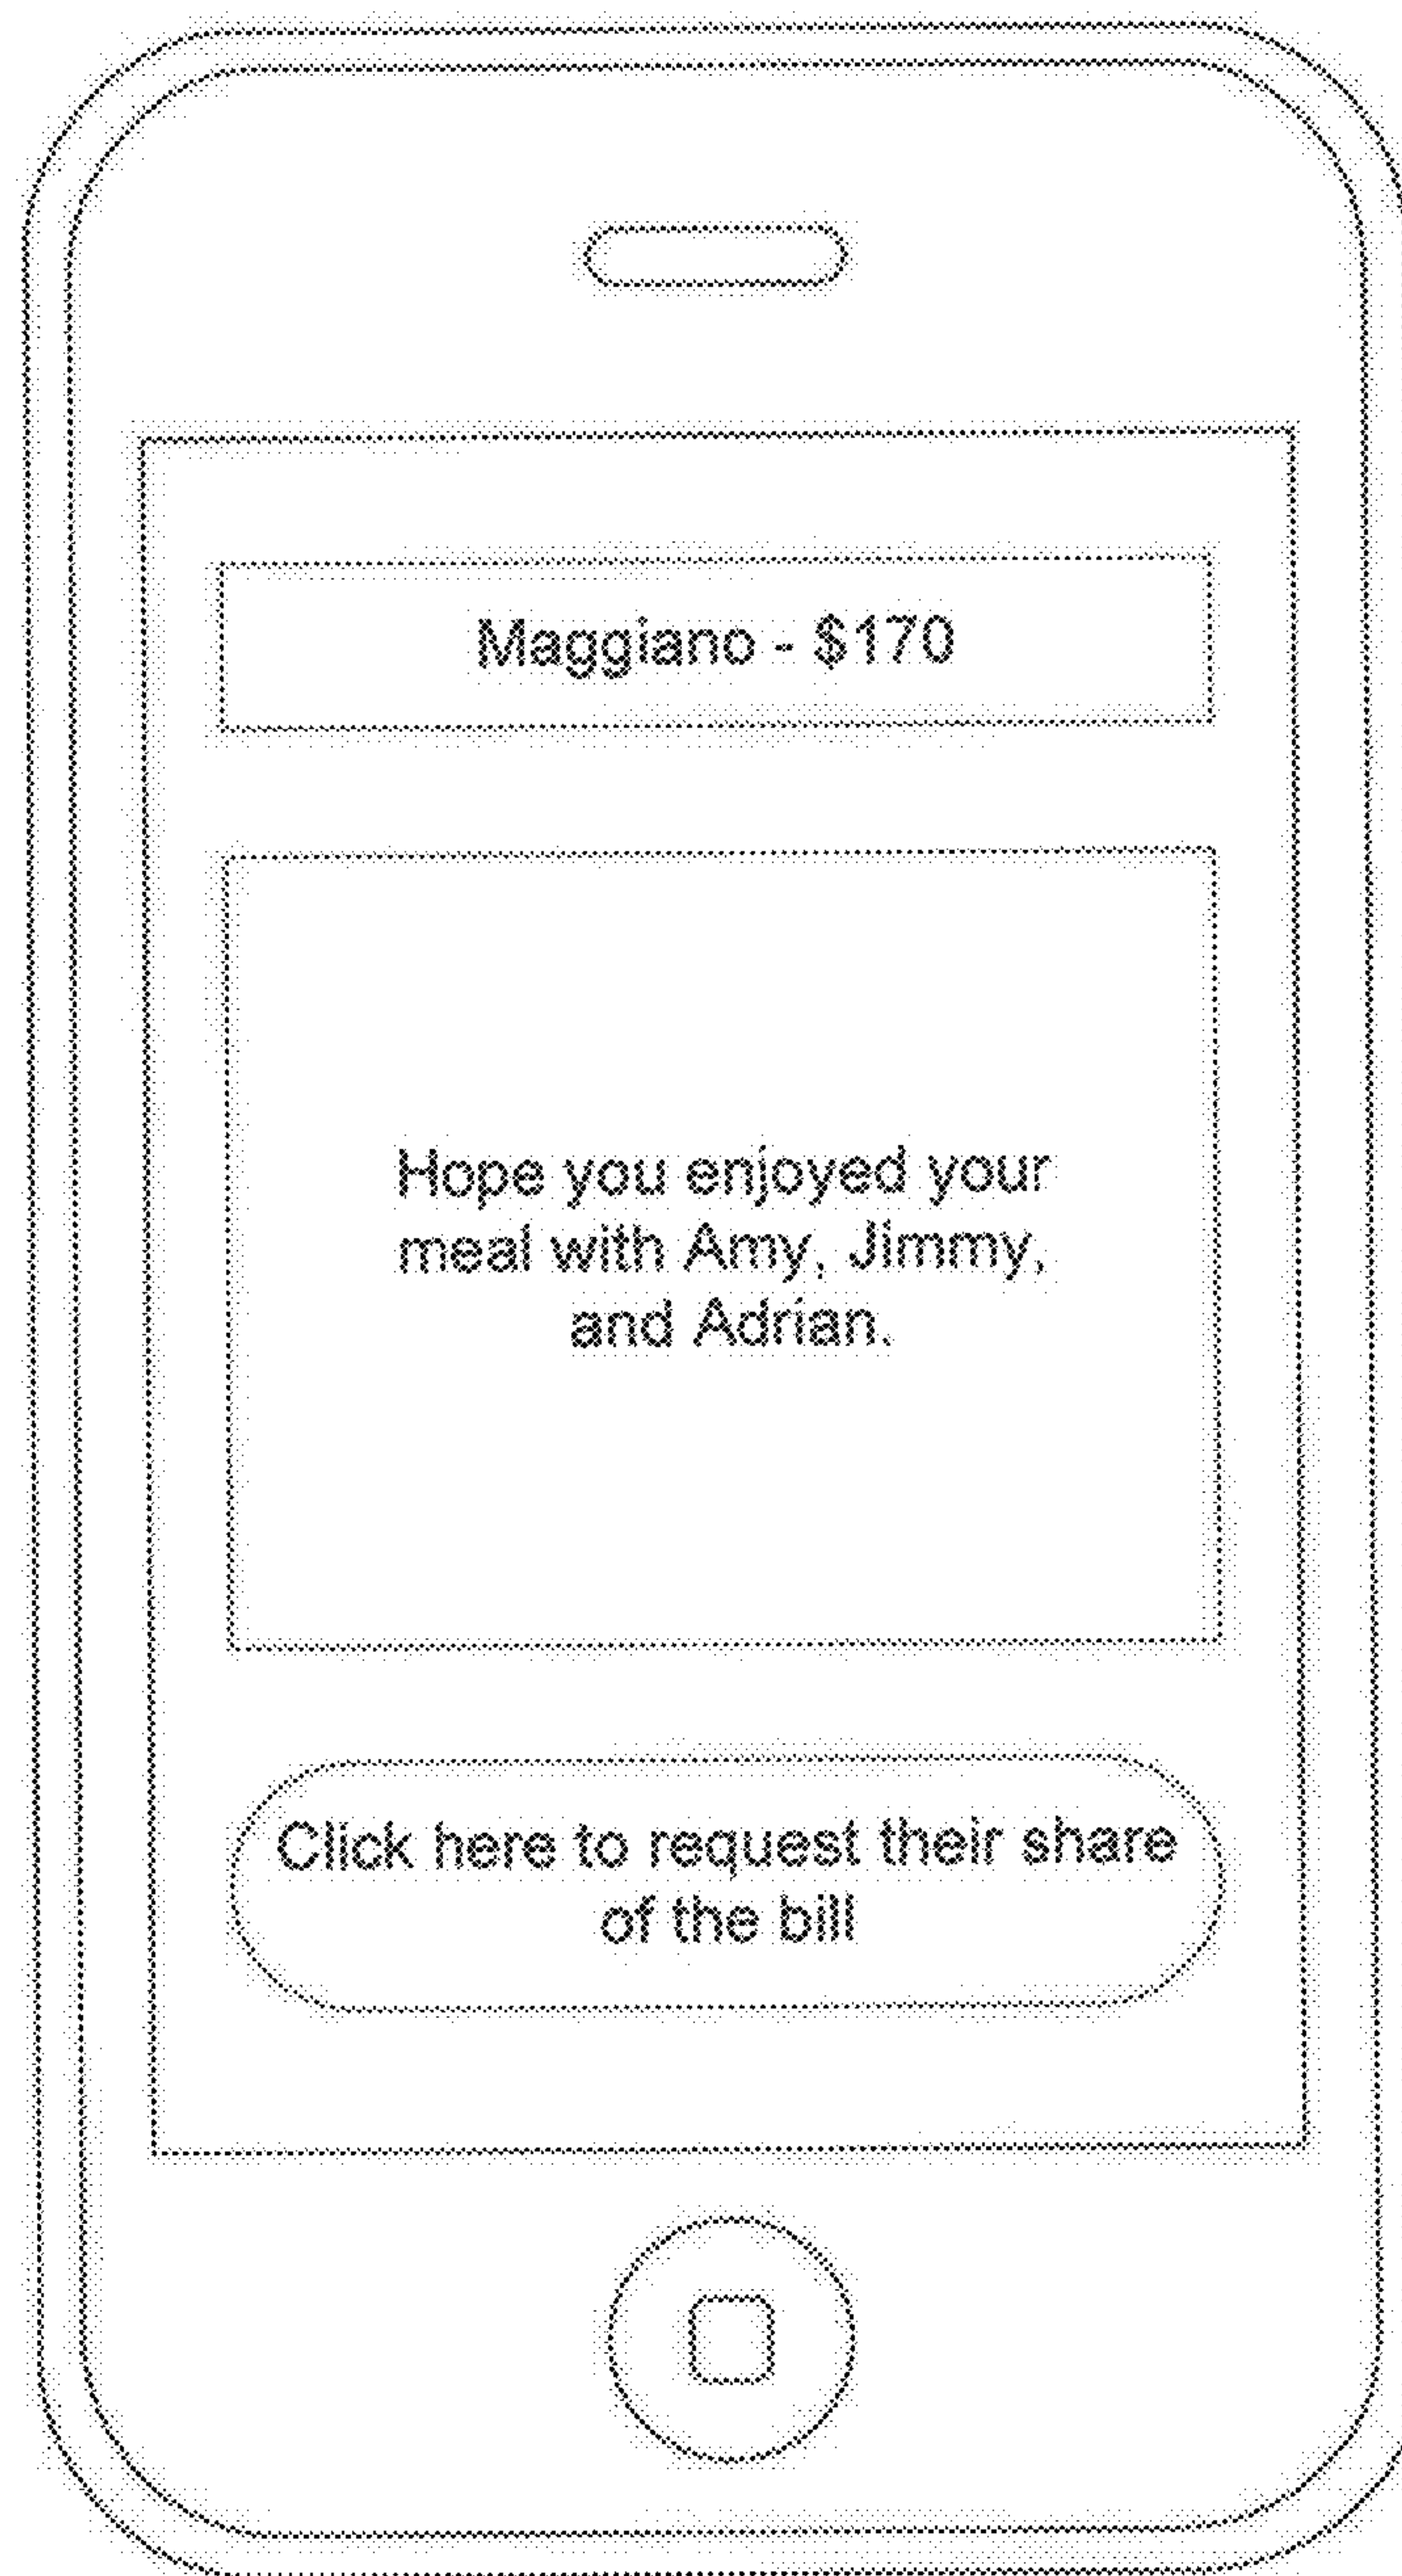 Maggiano - $170
Hope you enjoyed your
meal with Amy, Jimmy,
and Adrian.
Click here to request their share
of the bill